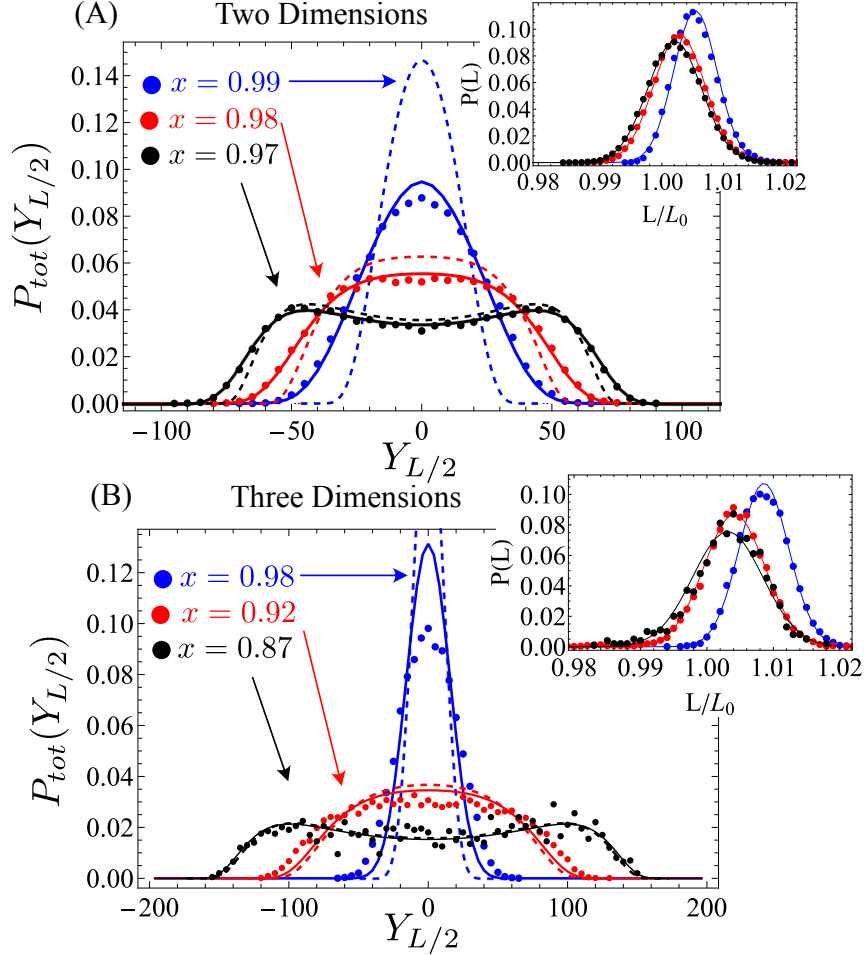 (A) Two Dimensions
x = 0.99
x = 0.98
x = 0.97
P_tot(Y_{L/2})
0.14
0.12
0.10
0.08
0.06
0.04
0.02
0.00
−100 −50 0 50 100
Y_{L/2}
P(L)
0.10
0.08
0.06
0.04
0.02
0.00
0.98 0.99 1.00 1.01 1.02
L/L_0
(B) Three Dimensions
x = 0.98
x = 0.92
x = 0.87
P_tot(Y_{L/2})
0.12
0.10
0.08
0.06
0.04
0.02
0.00
−200 −100 0 100 200
Y_{L/2}
P(L)
0.10
0.08
0.06
0.04
0.02
0.00
0.98 0.99 1.00 1.01 1.02
L/L_0